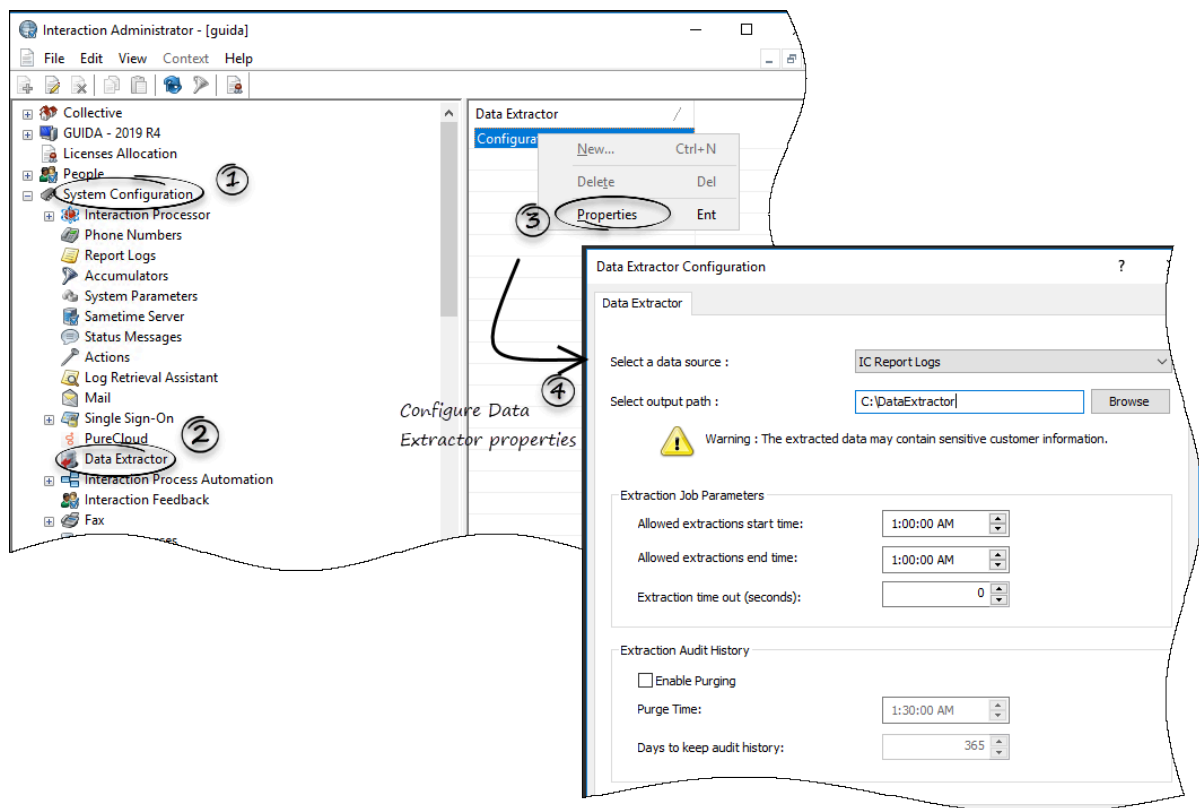 Interaction Administrator - [guida]
File Edit View Context Help
Collective
GUIDA - 2019 R4
Licenses Allocation
People
System Configuration
1
Interaction Processor
Phone Numbers
Report Logs
Accumulators
System Parameters
Sametime Server
Status Messages
Actions
Log Retrieval Assistant
Mail
Single Sign-On
PureCloud
2
Data Extractor
Interaction Process Automation
Interaction Feedback
Fax
Data Extractor
Configura
New... Ctrl+N
Delete Del
3
Properties Ent
4
Configure Data
Extractor properties
Data Extractor Configuration ?
Data Extractor
Select a data source : IC Report Logs
Select output path : C:\DataExtractor Browse
Warning : The extracted data may contain sensitive customer information.
Extraction Job Parameters
Allowed extractions start time: 1:00:00 AM
Allowed extractions end time: 1:00:00 AM
Extraction time out (seconds): 0
Extraction Audit History
Enable Purging
Purge Time: 1:30:00 AM
Days to keep audit history: 365